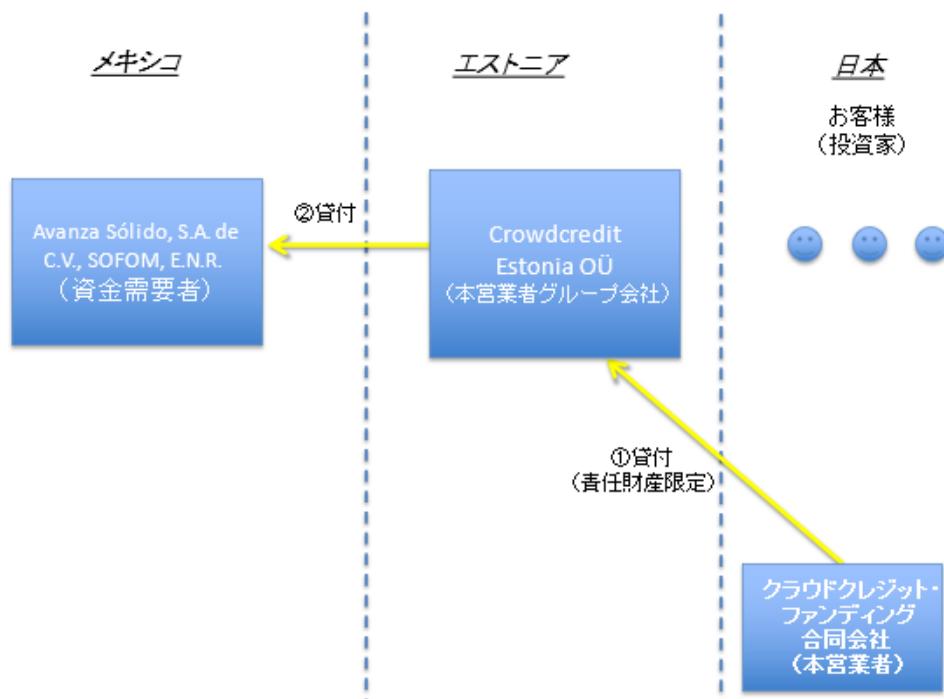 メキシコ
エストニア
日本
お客様
（投資家）
Avanza Sólido, S.A. de
C.V., SOFOM, E.N.R.
（資金需要者）
②貸付
Crowdcredit
Estonia OÜ
（本営業者グループ会社）
①貸付
（責任財産限定）
クラウドクレジット・
ファンディング
合同会社
（本営業者）